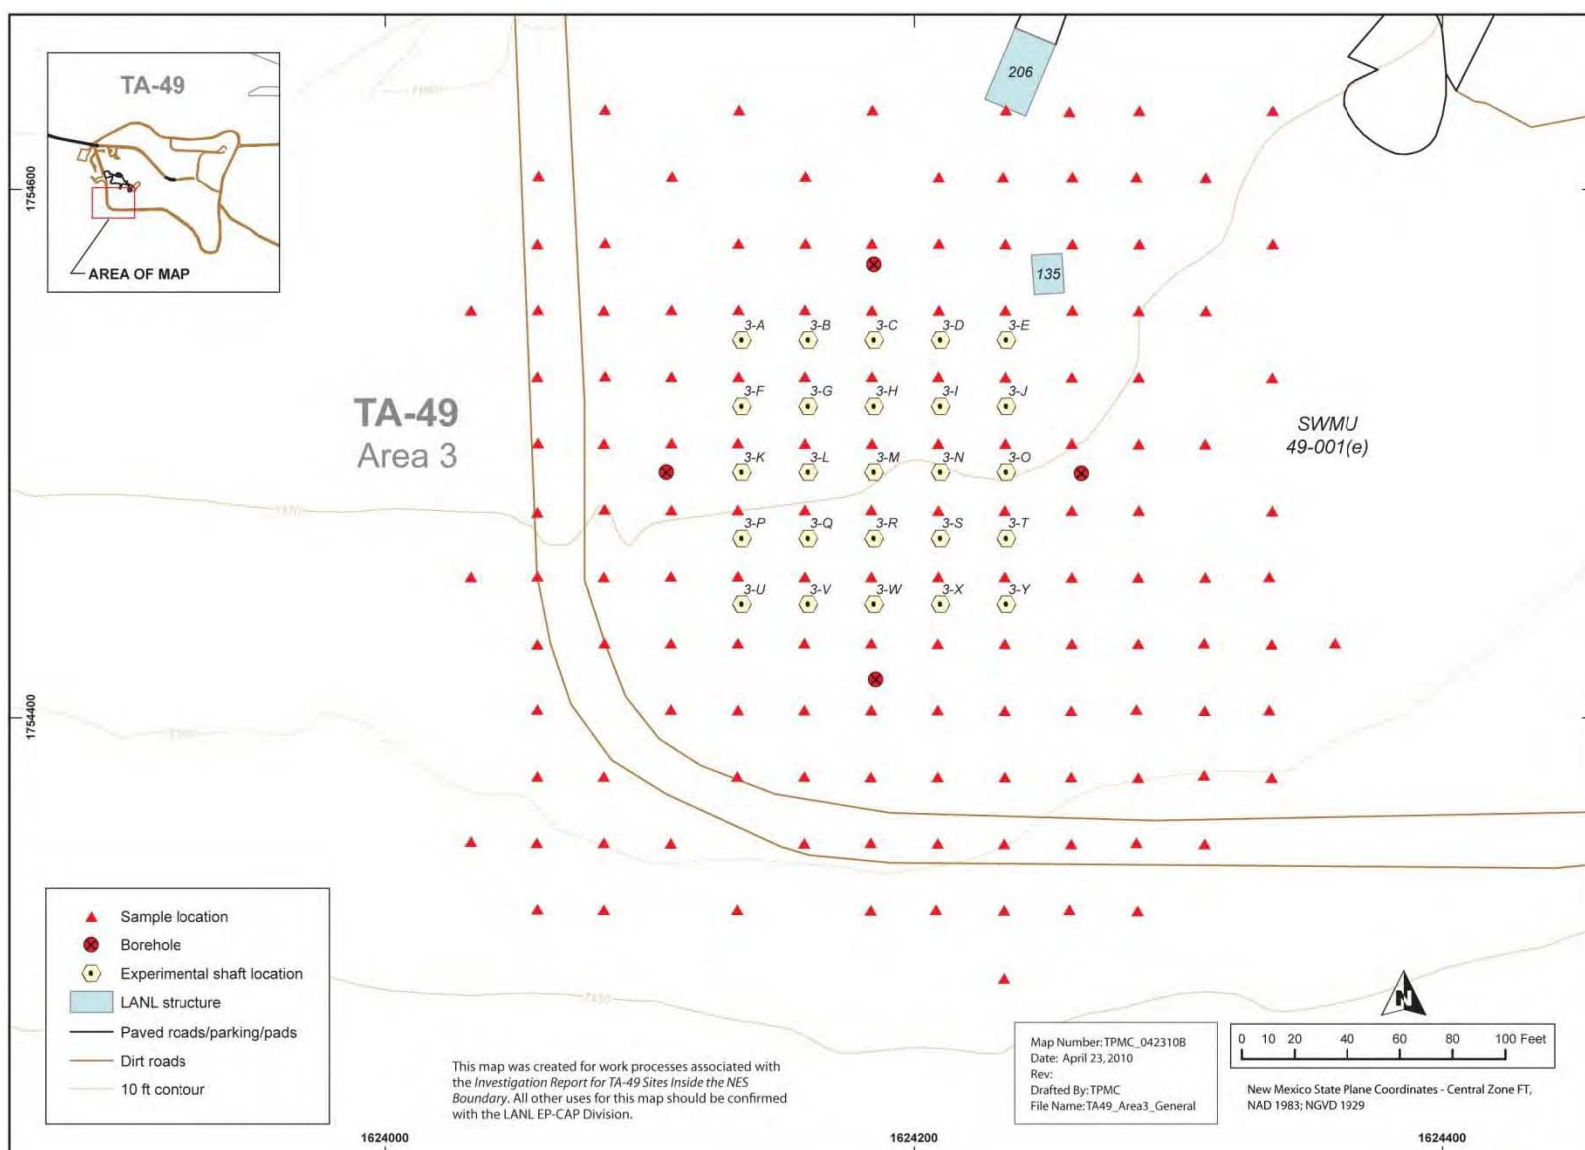 206
TA-49
1754600
135
AREA OF MAP
3-A 3-B 3-C 3-D 3-E
3-F 3-G 3-H 3-I 3-J
TA-49
Area 3
SWMU
49-001(e)
3-K 3-L 3-M 3-N 3-O
7470
3-P 3-Q 3-R 3-S 3-T
3-U 3-V 3-W 3-X 3-Y
1754400
Sample location
Borehole
Experimental shaft location
LANL structure
Paved roads/parking/pads
Dirt roads
10 ft contour
7450
N
This map was created for work processes associated with
the Investigation Report for TA-49 Sites Inside the NES
Boundary. All other uses for this map should be confirmed
with the LANL EP-CAP Division.
Map Number: TPMC_042310B
Date: April 23, 2010
Rev:
Drafted By: TPMC
File Name: TA49_Area3_General
0 10 20 40 60 80 100 Feet
New Mexico State Plane Coordinates - Central Zone FT,
NAD 1983; NGVD 1929
1624000 1624200 1624400